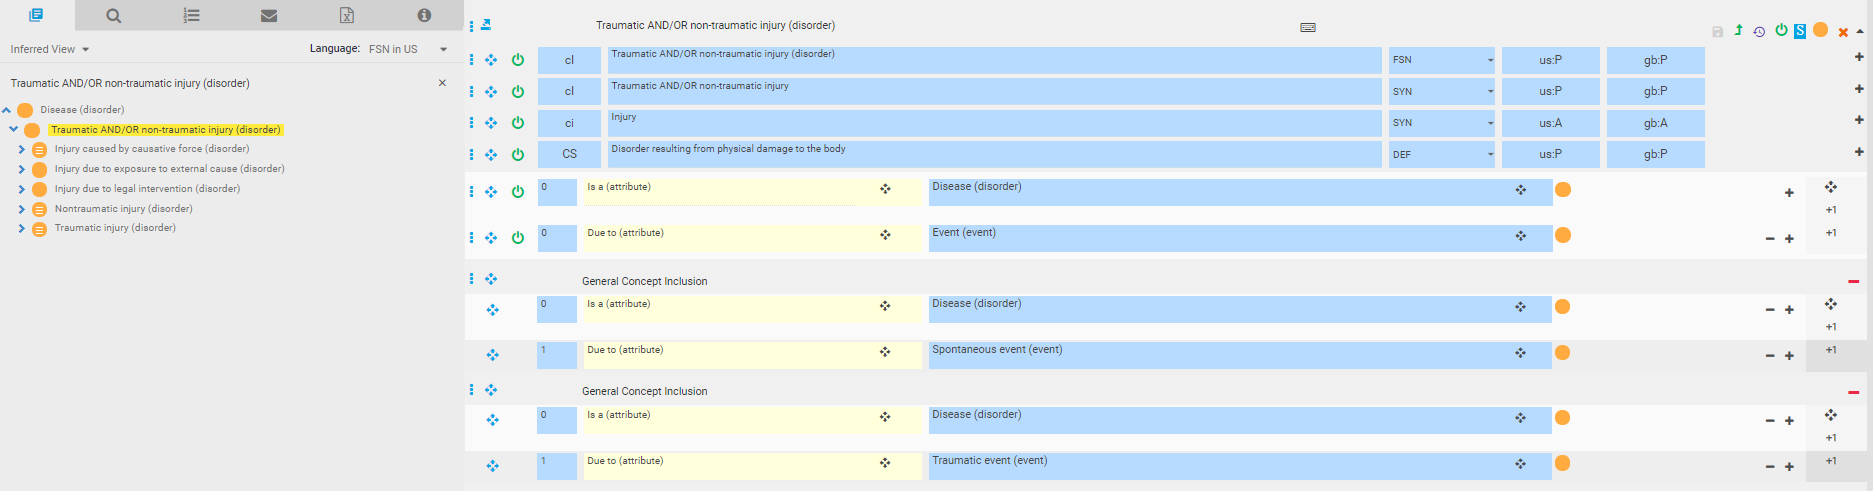 Inferred View
Language: FSN in US
Traumatic AND/OR non-traumatic injury (disorder)
Disease (disorder)
Traumatic AND/OR non-traumatic injury (disorder)
Injury caused by causative force (disorder)
Injury due to exposure to external cause (disorder)
Injury due to legal intervention (disorder)
Nontraumatic injury (disorder)
Traumatic injury (disorder)
Traumatic AND/OR non-traumatic injury (disorder)
S
cI Traumatic AND/OR non-traumatic injury (disorder) FSN us:P gb:P
cI Traumatic AND/OR non-traumatic injury SYN us:P gb:P
ci Injury SYN us:A gb:A
CS Disorder resulting from physical damage to the body DEF us:P gb:P
0 Is a (attribute) Disease (disorder)
+1
0 Due to (attribute) Event (event) +1
General Concept Inclusion
0 Is a (attribute) Disease (disorder)
+1
1 Due to (attribute) Spontaneous event (event) +1
General Concept Inclusion
0 Is a (attribute) Disease (disorder)
+1
1 Due to (attribute) Traumatic event (event) +1